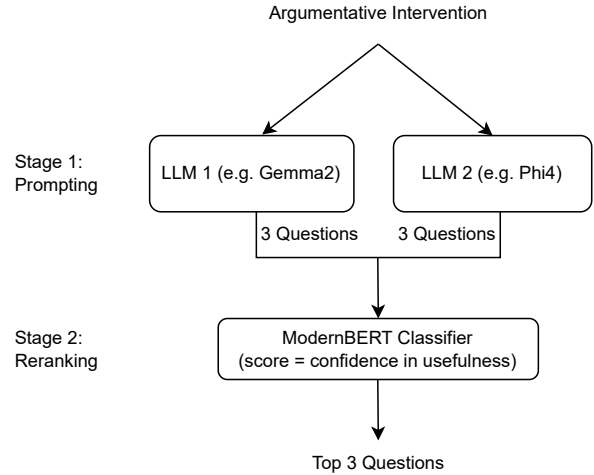 Argumentative Intervention
Stage 1:
Prompting
LLM 1 (e.g. Gemma2)
LLM 2 (e.g. Phi4)
3 Questions
3 Questions
Stage 2:
Reranking
ModernBERT Classifier
(score = confidence in usefulness)
Top 3 Questions